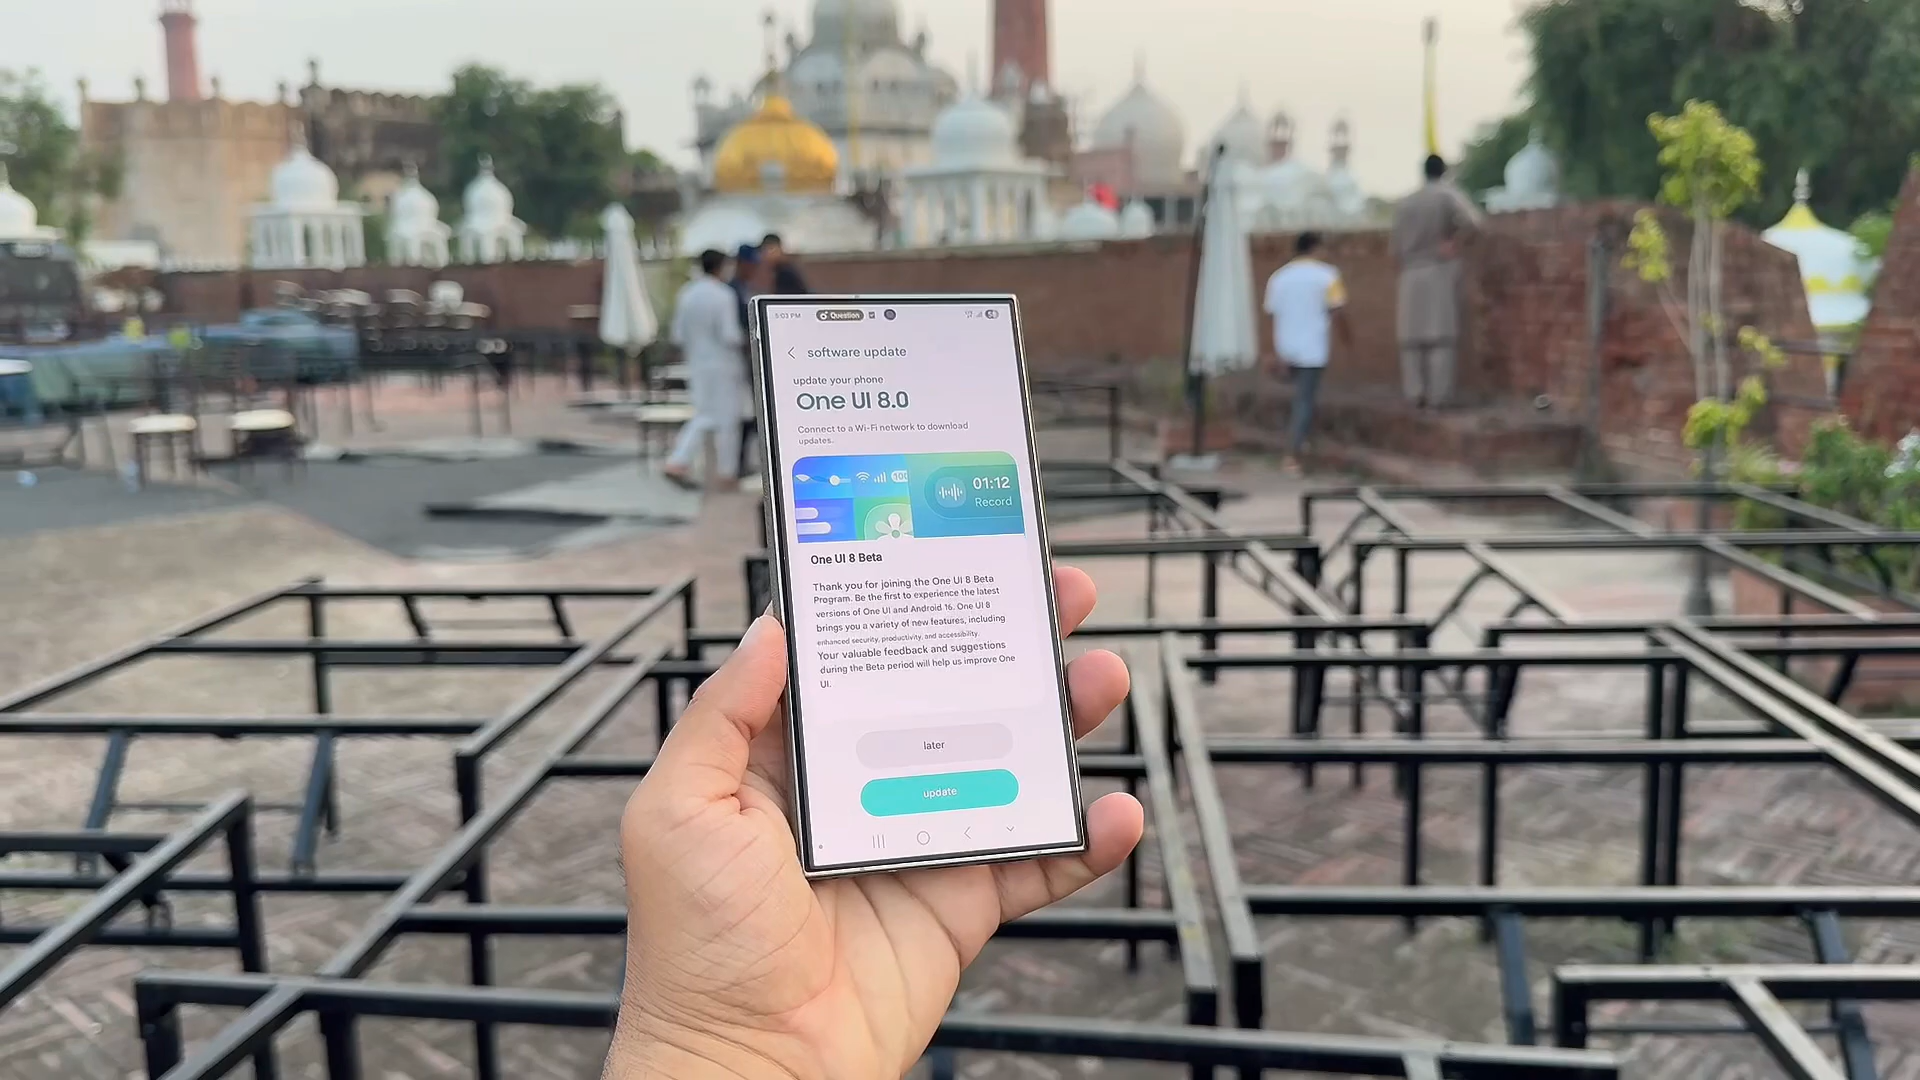 5:03 PM Question
software update
update your phone
One UI 8.0
Connect to a Wi-Fi network to download
updates.
01:12
Record
One UI 8 Beta
Thank you for joining the One UI 8 Beta
Program. Be the first to experience the latest
versions of One UI and Android 16. One UI 8
brings you a variety of new features, including
enhanced security, productivity, and accessibility.
Your valuable feedback and suggestions
during the Beta period will help us improve One
UI.
later
update